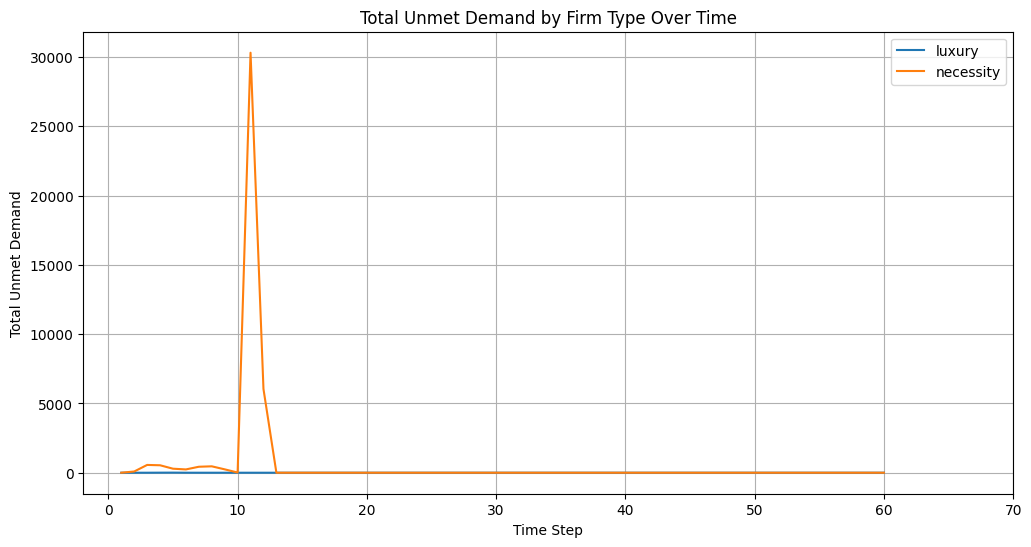 Total Unmet Demand by Firm Type Over Time
luxury
necessity
Total Unmet Demand
30000
25000
20000
15000
10000
5000
0
0 10 20 30 40 50 60 70
Time Step